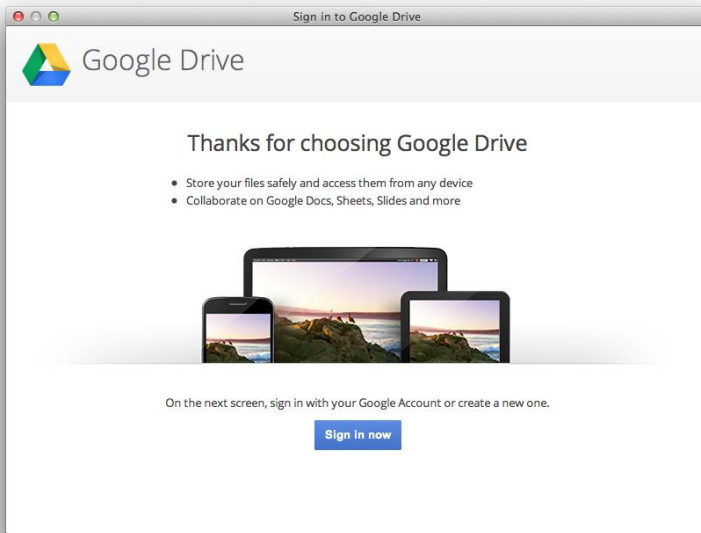 Sign in to Google Drive
Google Drive
Thanks for choosing Google Drive
Store your files safely and access them from any device
Collaborate on Google Docs, Sheets, Slides and more
On the next screen, sign in with your Google Account or create a new one.
Sign in now